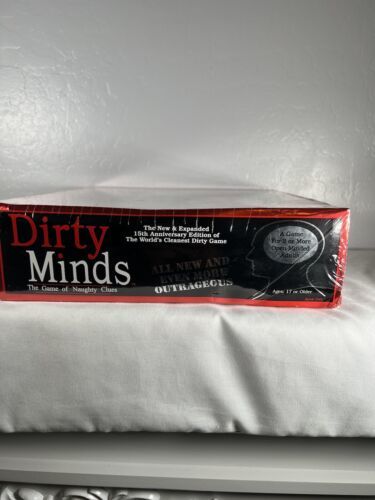 Dirty
Minds
The Game of Naughty Clues
The New & Expanded
15th Anniversary Edition of
The World's Cleanest Dirty Game
ALL NEW AND
EVEN MORE
OUTRAGEOUS
A Game
For 2 or More
Open Minded
Adults
Ages: 17 or Older